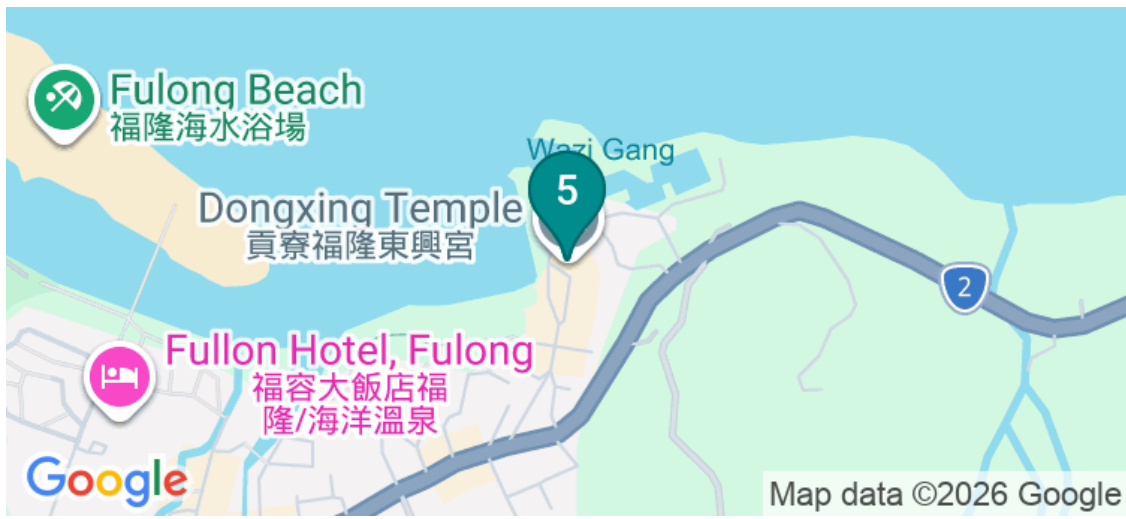 Fulong Beach
福隆海水浴場
Wazi Gang
5
Dongxing Temple
貢寮福隆東興宮
2
Fullon Hotel, Fulong
福容大飯店福
隆/海洋溫泉
Google
Map data ©2026 Google